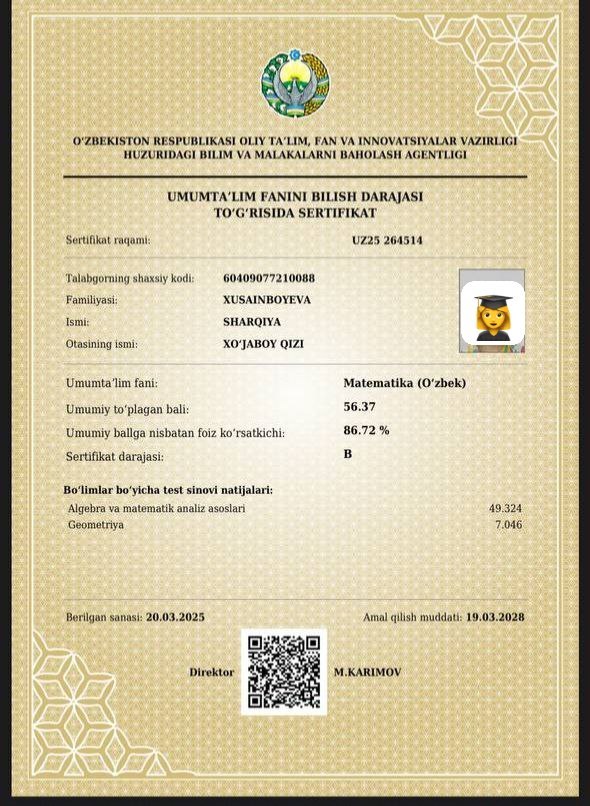 O‘ZBEKISTON RESPUBLIKASI OLIY TA’LIM, FAN VA INNOVATSIYALAR VAZIRLIGI
HUZURIDAGI BILIM VA MALAKALARNI BAHOLASH AGENTLIGI
UMUMTA’LIM FANINI BILISH DARAJASI
TO‘G‘RISIDA SERTIFIKAT
Sertifikat raqami: UZ25 264514
Talabgorning shaxsiy kodi: 60409077210088
Familiyasi: XUSAINBOYEVA
Ismi: SHARQIYA
Otasining ismi: XO‘JABOY QIZI
Umumta’lim fani: Matematika (O‘zbek)
Umumiy to‘plagan bali: 56.37
Umumiy ballga nisbatan foiz ko‘rsatkichi: 86.72 %
Sertifikat darajasi: B
Bo‘limlar bo‘yicha test sinovi natijalari:
Algebra va matematik analiz asoslari 49.324
Geometriya 7.046
Berilgan sanasi: 20.03.2025 Amal qilish muddati: 19.03.2028
Direktor M.KARIMOV